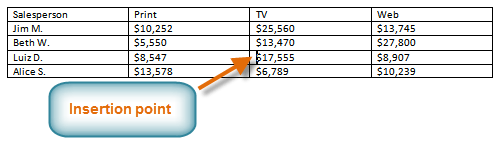 Salesperson Print TV Web
Jim M. $10,252 $25,560 $13,745
Beth W. $5,550 $13,470 $27,800
Luiz D. $8,547 $17,555 $8,907
Alice S. $13,578 $6,789 $10,239
Insertion point